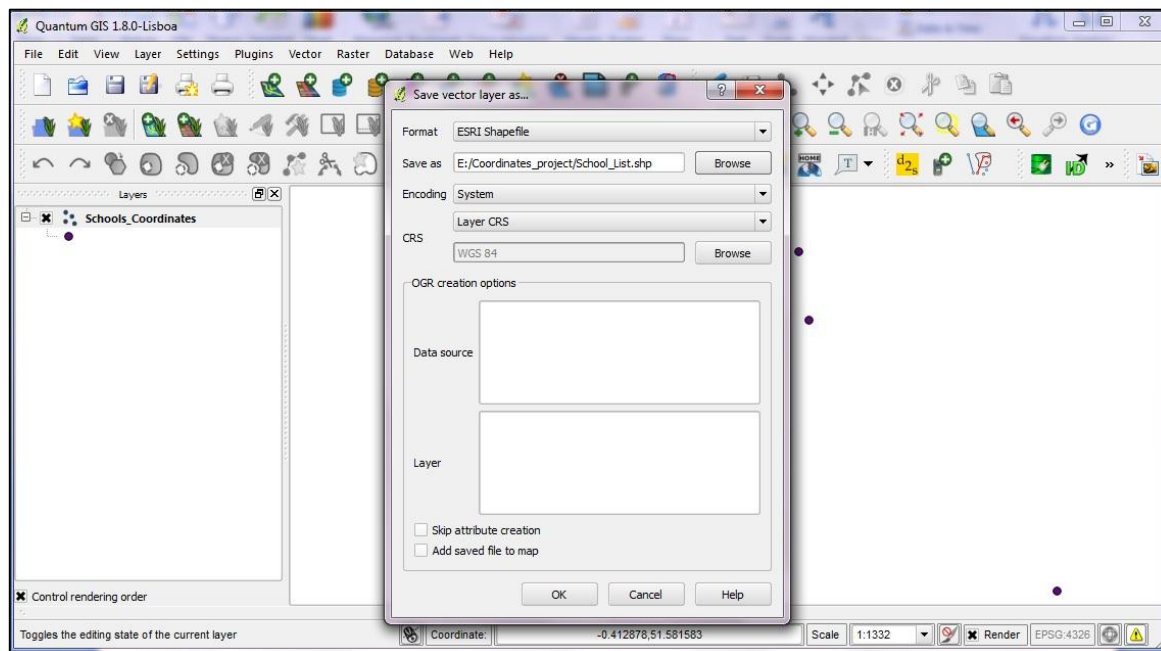 Quantum GIS 1.8.0-Lisboa
File Edit View Layer Settings Plugins Vector Raster Database Web Help
Save vector layer as...
Format ESRI Shapefile
Save as E:/Coordinates_project/School_List.shp Browse
Encoding System
Layer CRS
CRS
WGS 84 Browse
OGR creation options
Data source
Layer
Skip attribute creation
Add saved file to map
OK Cancel Help
HOME
T
d2s
HD
»
Layers
Schools_Coordinates
Control rendering order
Toggles the editing state of the current layer Coordinate: -0.412878,51.581583 Scale 1:1332 Render EPSG:4326